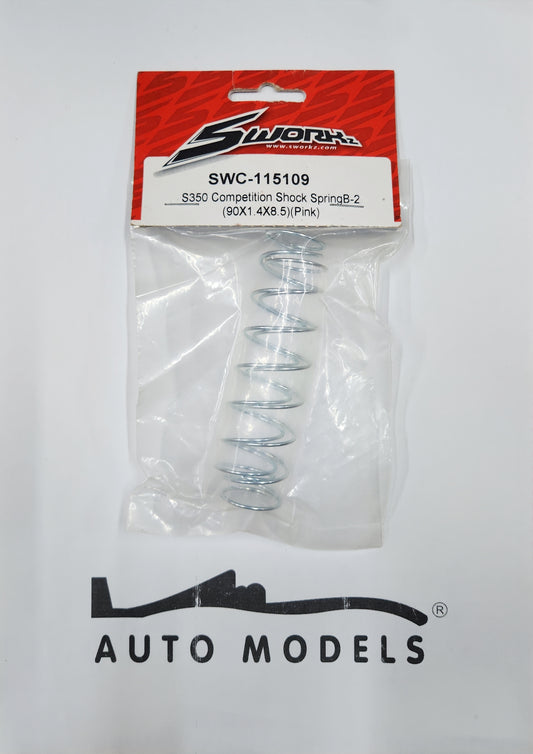 SWORKz
www.sworkz.com
SWC-115109
S350 Competition Shock SpringB-2
(90X1.4X8.5)(Pink)
®
AUTO MODELS